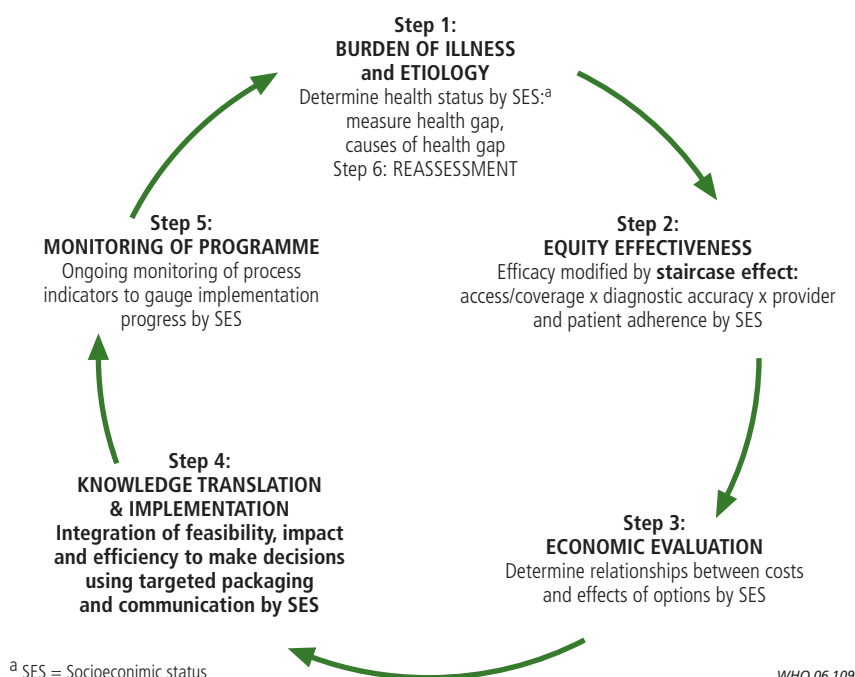 Step 1:
BURDEN OF ILLNESS
and ETIOLOGY
Determine health status by SES:a
measure health gap,
causes of health gap
Step 6: REASSESSMENT
Step 2:
EQUITY EFFECTIVENESS
Efficacy modified by staircase effect:
access/coverage x diagnostic accuracy x provider
and patient adherence by SES
Step 3:
ECONOMIC EVALUATION
Determine relationships between costs
and effects of options by SES
Step 4:
KNOWLEDGE TRANSLATION
& IMPLEMENTATION
Integration of feasibility, impact
and efficiency to make decisions
using targeted packaging
and communication by SES
Step 5:
MONITORING OF PROGRAMME
Ongoing monitoring of process
indicators to gauge implementation
progress by SES
a SES = Socioeconimic status
WHO 06.109